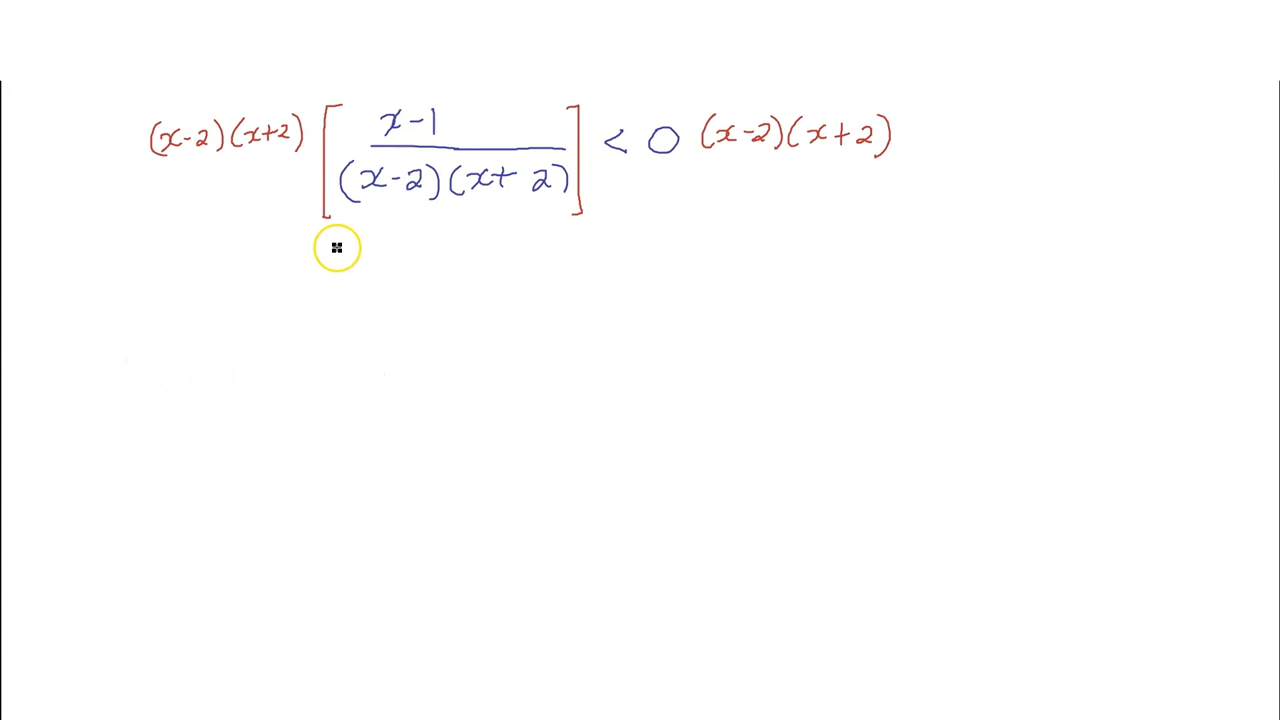 (x-2)(x+2) [ x-1 / (x-2)(x+2) ] < 0 (x-2)(x+2)